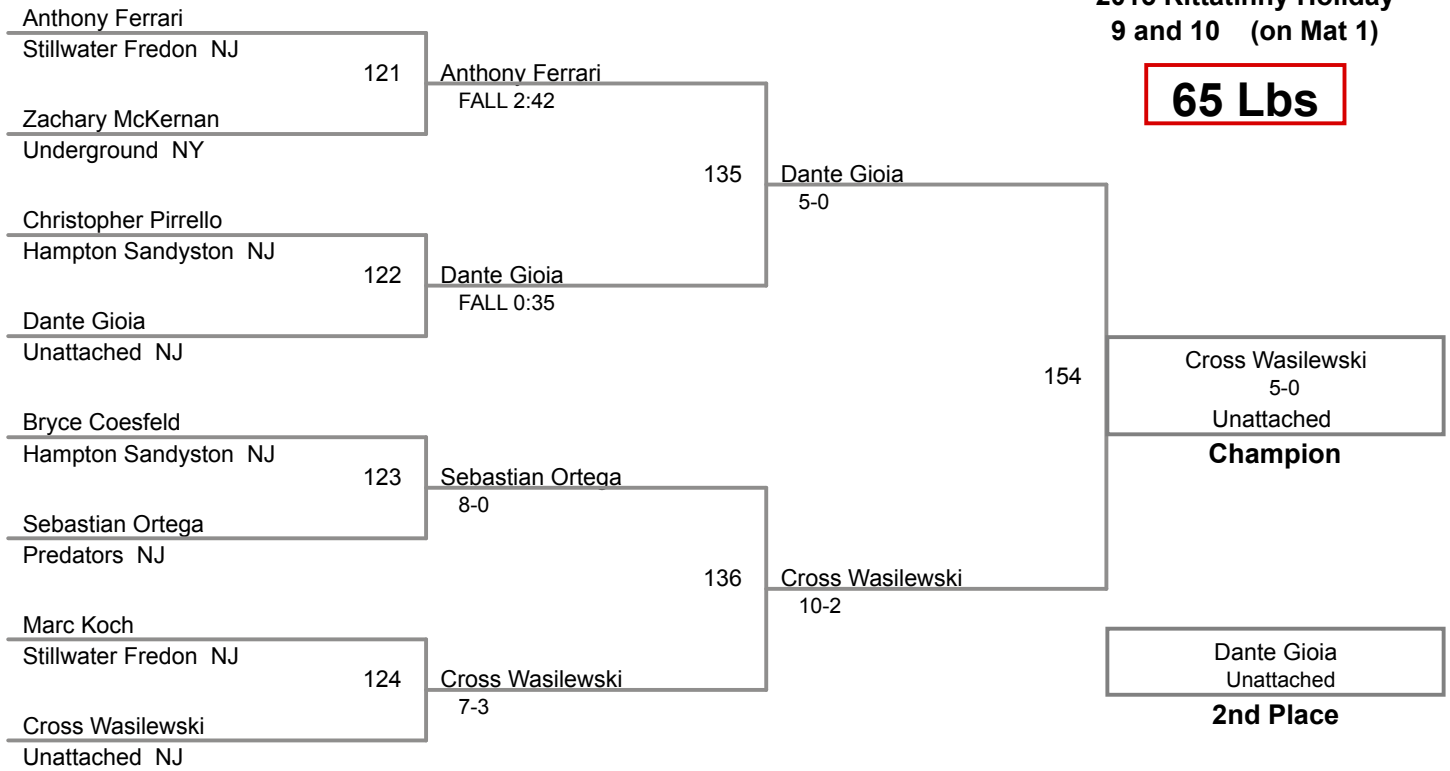 2015 Kittatinny Holiday
9 and 10 (on Mat 1)
65 Lbs
Anthony Ferrari
Stillwater Fredon NJ
121
Anthony Ferrari
FALL 2:42
Zachary McKernan
Underground NY
135
Dante Gioia
5-0
Christopher Pirrello
Hampton Sandyston NJ
122
Dante Gioia
FALL 0:35
Dante Gioia
Unattached NJ
154
Cross Wasilewski
5-0
Unattached
Champion
Bryce Coesfeld
Hampton Sandyston NJ
123
Sebastian Ortega
8-0
Sebastian Ortega
Predators NJ
136
Cross Wasilewski
10-2
Marc Koch
Stillwater Fredon NJ
124
Cross Wasilewski
7-3
Cross Wasilewski
Unattached NJ
Dante Gioia
Unattached
2nd Place